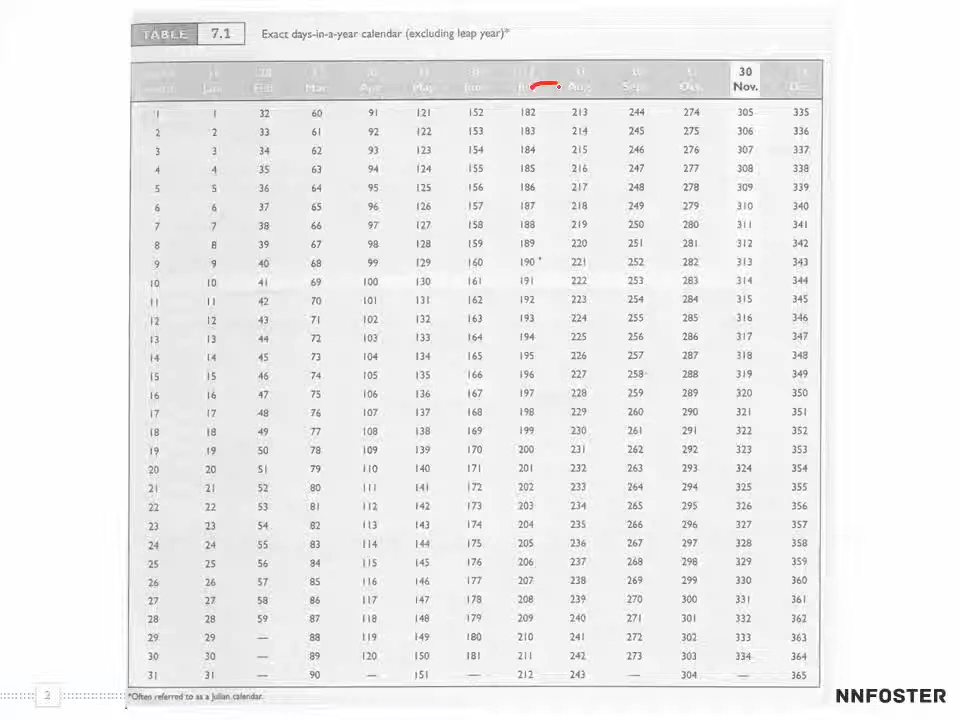 TABLE 7.1 Exact days-in-a-year calendar (excluding leap year)*
30
Jan. Feb. Mar. Apr. May Jun. Aug. Sep. Oct. Nov. Dec.
1 1 32 60 91 121 152 182 213 244 274 305 335
2 2 33 61 92 122 153 183 214 245 275 306 336
3 3 34 62 93 123 154 184 215 246 276 307 337
4 4 35 63 94 124 155 185 216 247 277 308 338
5 5 36 64 95 125 156 186 217 248 278 309 339
6 6 37 65 96 126 157 187 218 249 279 310 340
7 7 38 66 97 127 158 188 219 250 280 311 341
8 8 39 67 98 128 159 189 220 251 281 312 342
9 9 40 68 99 129 160 190 221 252 282 313 343
10 10 41 69 100 130 161 191 222 253 283 314 344
11 11 42 70 101 131 162 192 223 254 284 315 345
12 12 43 71 102 132 163 193 224 255 285 316 346
13 13 44 72 103 133 164 194 225 256 286 317 347
14 14 45 73 104 134 165 195 226 257 287 318 348
15 15 46 74 105 135 166 196 227 258 288 319 349
16 16 47 75 106 136 167 197 228 259 289 320 350
17 17 48 76 107 137 168 198 229 260 290 321 351
18 18 49 77 108 138 169 199 230 261 291 322 352
19 19 50 78 109 139 170 200 231 262 292 323 353
20 20 51 79 110 140 171 201 232 263 293 324 354
21 21 52 80 111 141 172 202 233 264 294 325 355
22 22 53 81 112 142 173 203 234 265 295 326 356
23 23 54 82 113 143 174 204 235 266 296 327 357
24 24 55 83 114 144 175 205 236 267 297 328 358
25 25 56 84 115 145 176 206 237 268 298 329 359
26 26 57 85 116 146 177 207 238 269 299 330 360
27 27 58 86 117 147 178 208 239 270 300 331 361
28 28 59 87 118 148 179 209 240 271 301 332 362
29 29 — 88 119 149 180 210 241 272 302 333 363
30 30 — 89 120 150 181 211 242 273 303 334 364
31 31 — 90 — 151 — 212 243 — 304 — 365
*Often referred to as a Julian calendar.
2
NNFOSTER